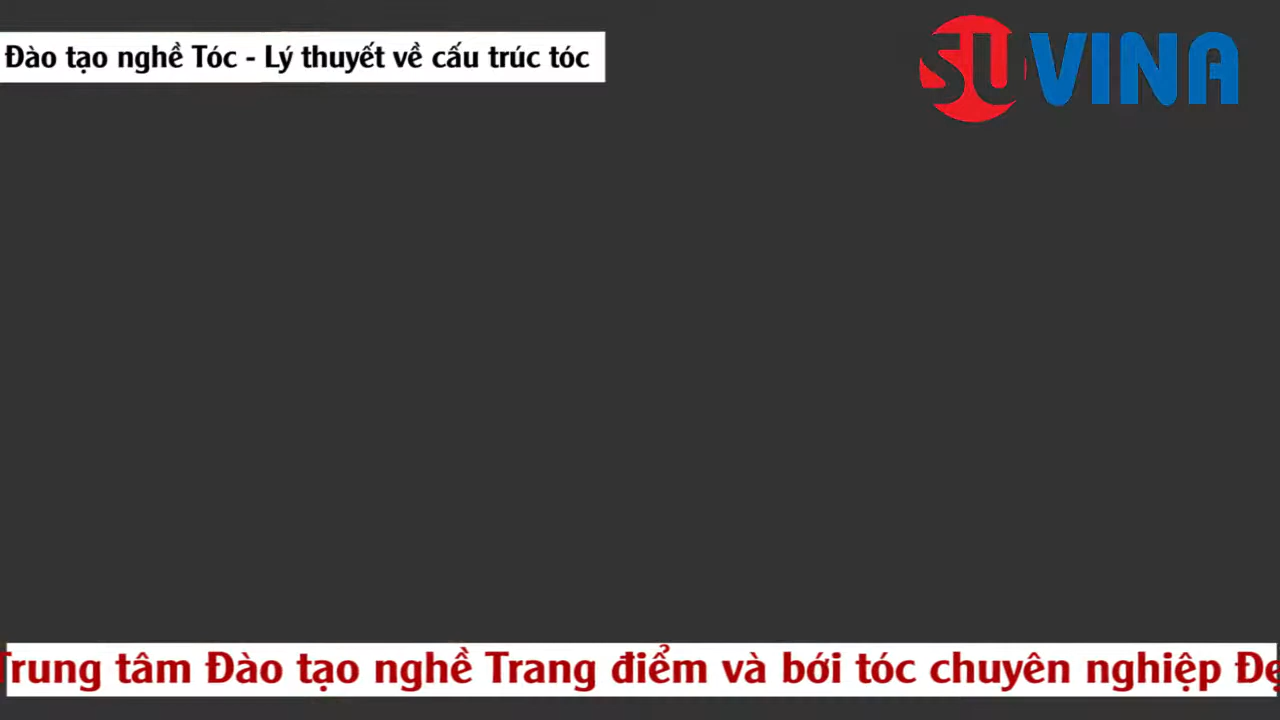 Đào tạo nghề Tóc - Lý thuyết về cấu trúc tóc
SUVINA
Trung tâm Đào tạo nghề Trang điểm và bới tóc chuyên nghiệp